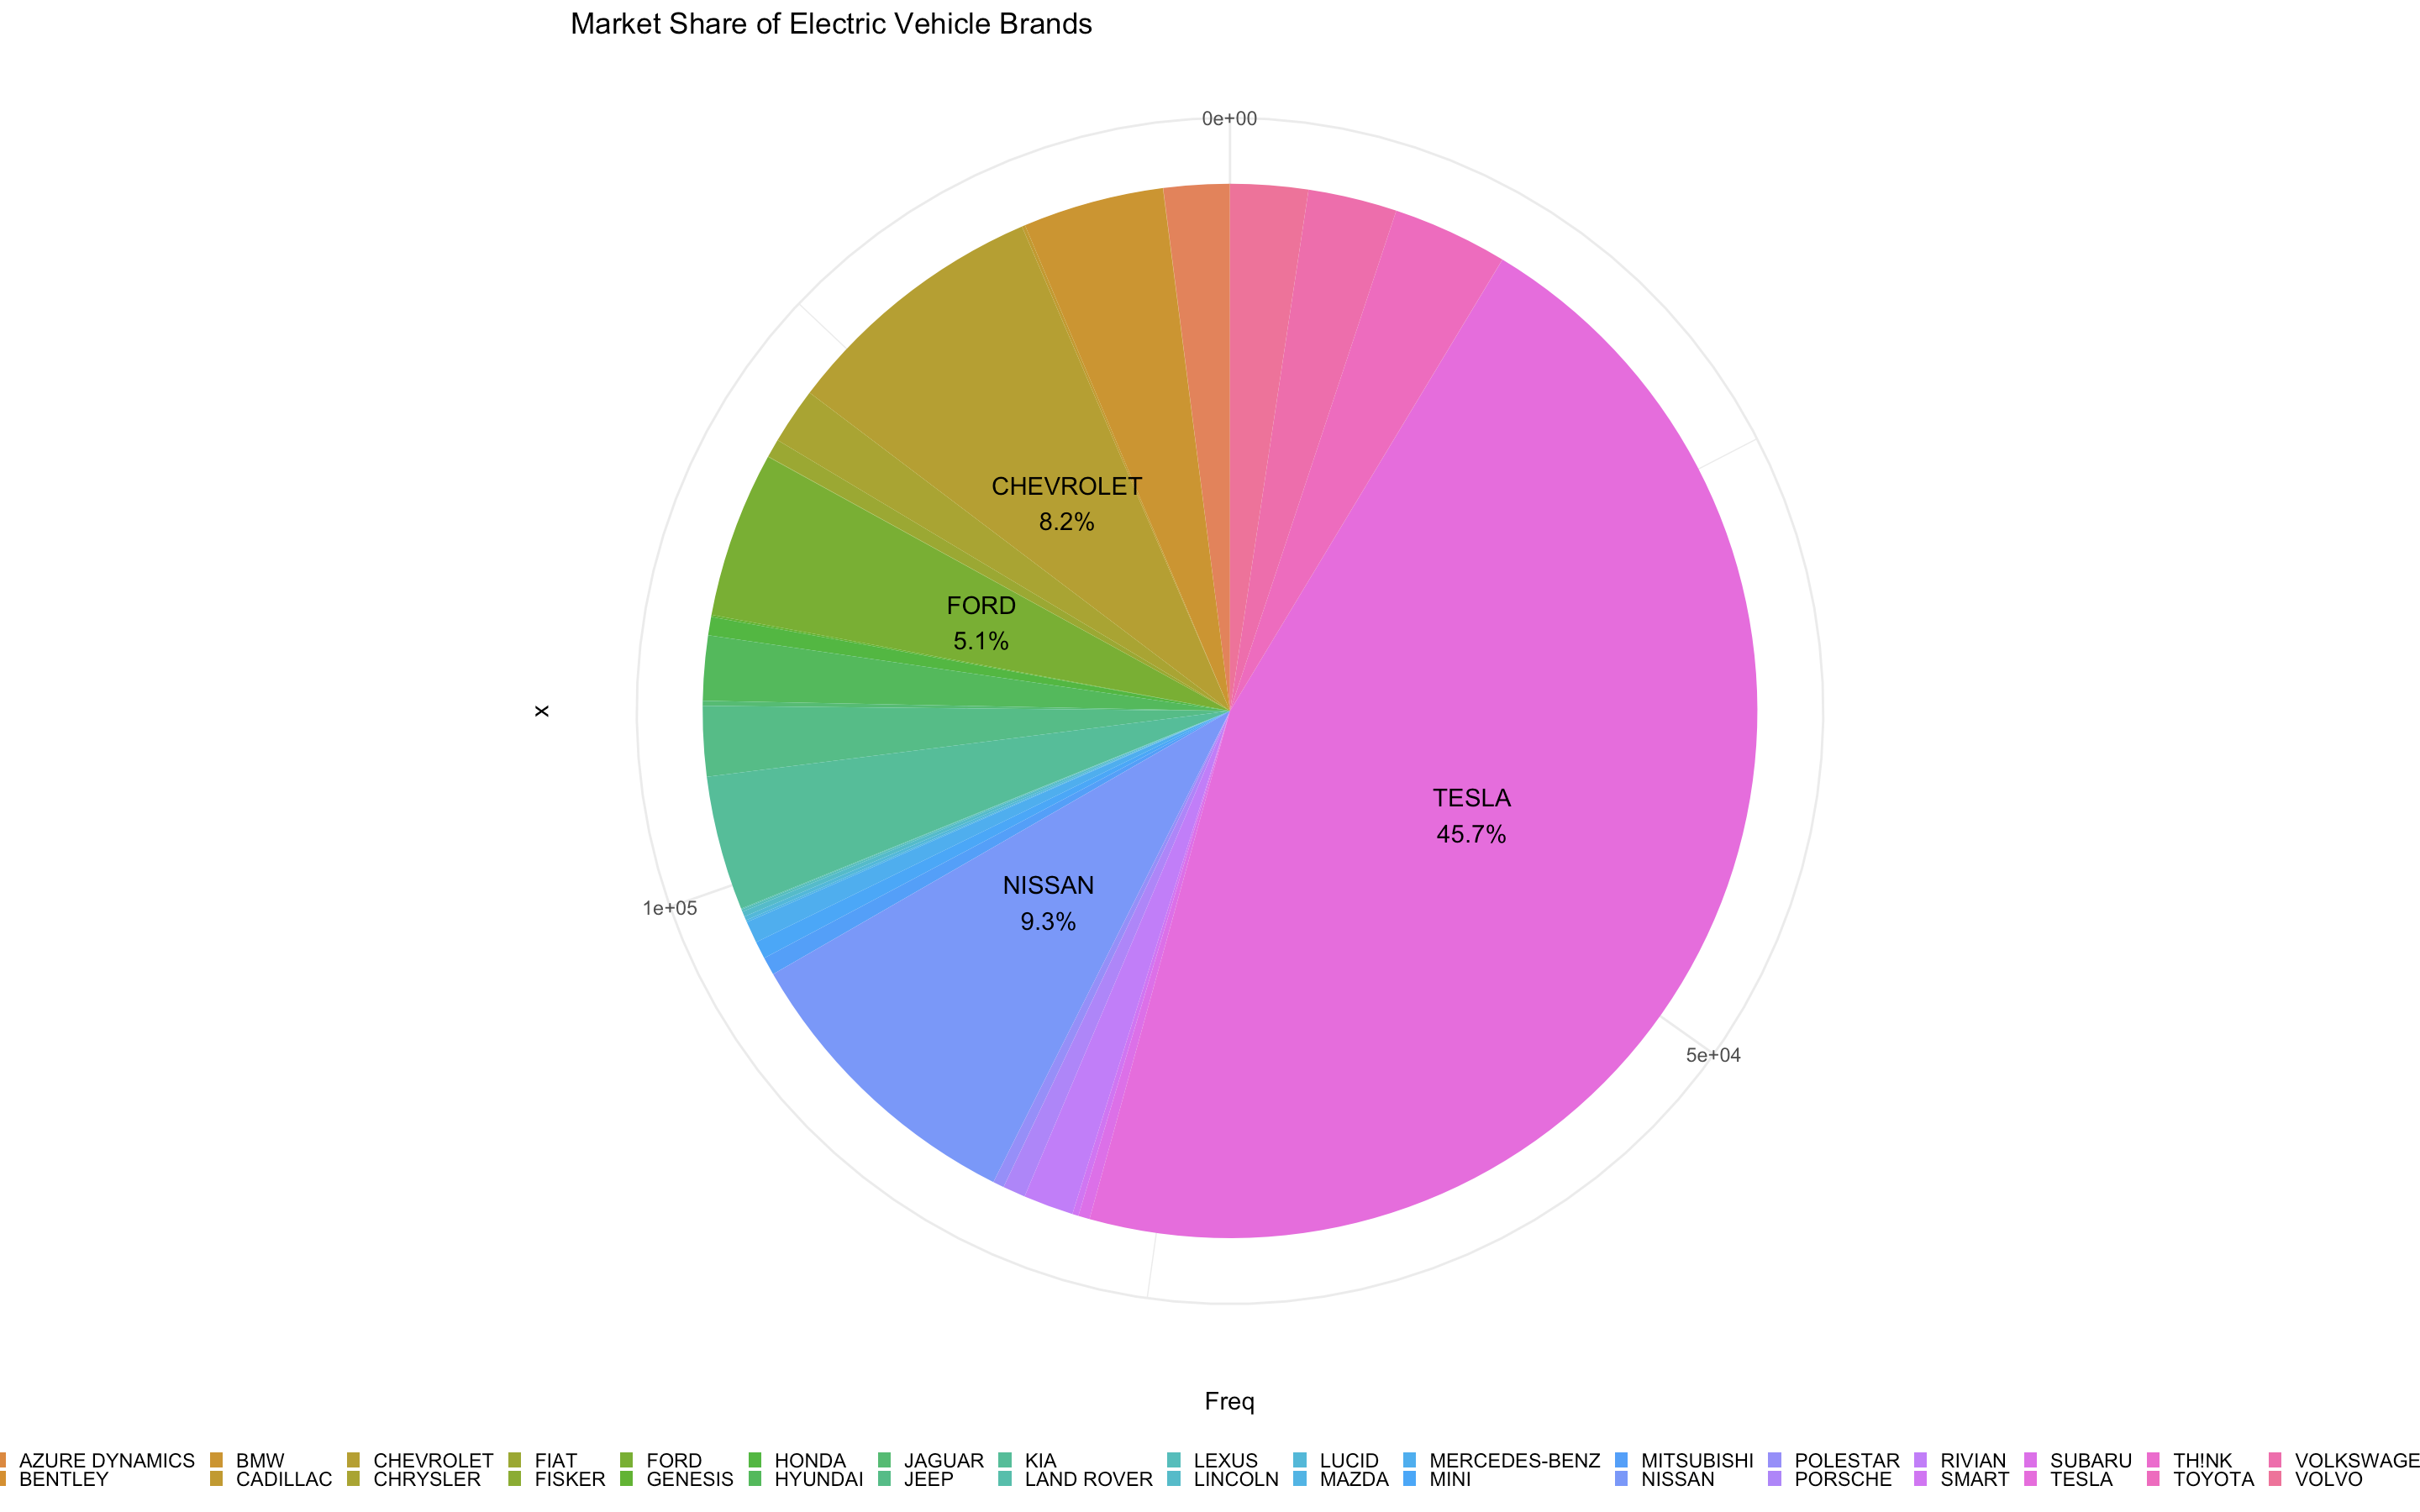 Market Share of Electric Vehicle Brands
0e+00
CHEVROLET
8.2%
FORD
5.1%
x
TESLA
45.7%
NISSAN
9.3%
1e+05
5e+04
Freq
AZURE DYNAMICS BMW CHEVROLET FIAT FORD HONDA JAGUAR KIA LEXUS LUCID MERCEDES-BENZ MITSUBISHI POLESTAR RIVIAN SUBARU TH!NK VOLKSWAGE
BENTLEY CADILLAC CHRYSLER FISKER GENESIS HYUNDAI JEEP LAND ROVER LINCOLN MAZDA MINI NISSAN PORSCHE SMART TESLA TOYOTA VOLVO